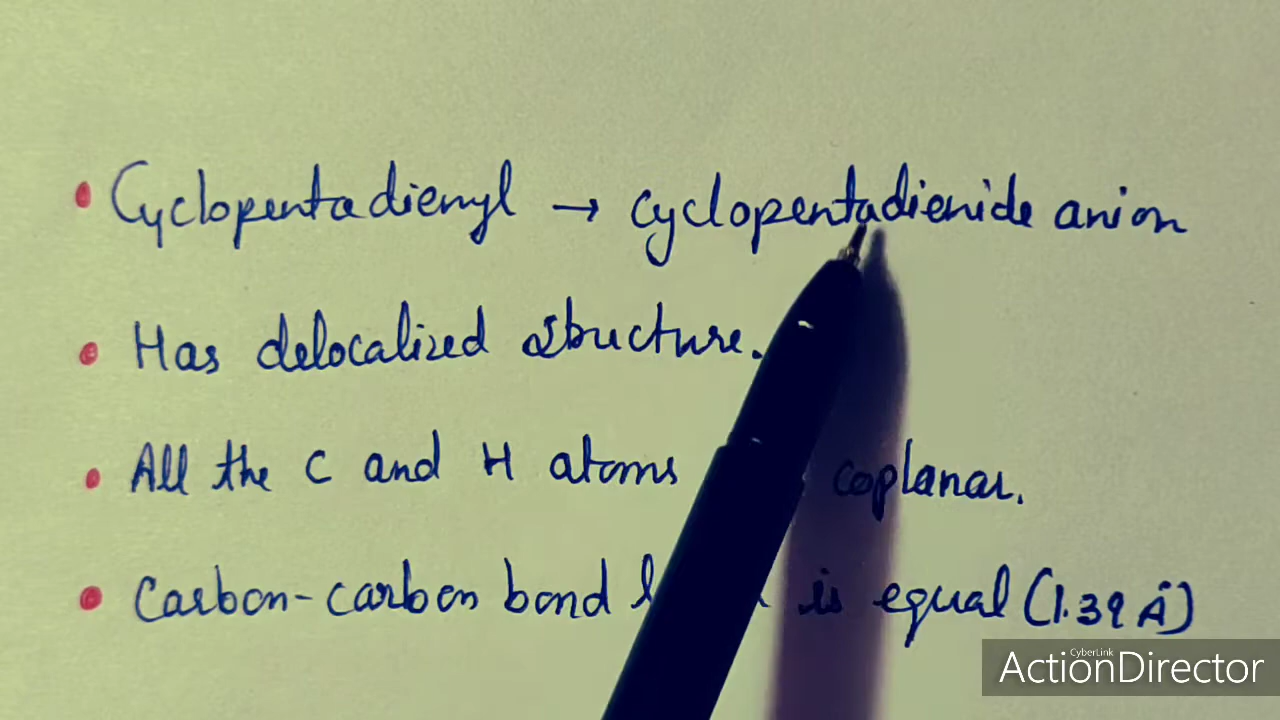 Cyclopentadienyl → cyclopentadienide anion
Has delocalized structure.
All the C and H atoms coplanar.
Carbon-carbon bond is equal (1.39 Å)
CyberLink
ActionDirector